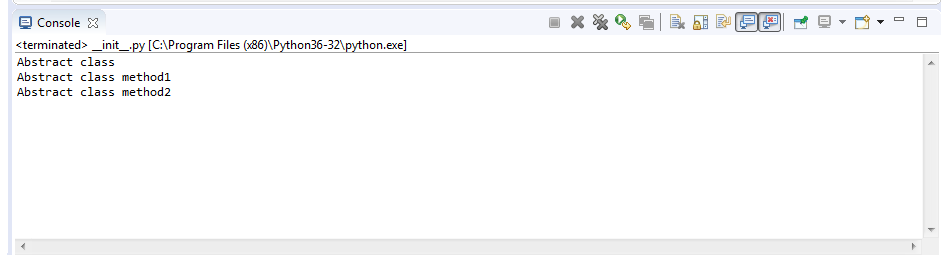 Console
<terminated> __init__.py [C:\Program Files (x86)\Python36-32\python.exe]
Abstract class
Abstract class method1
Abstract class method2